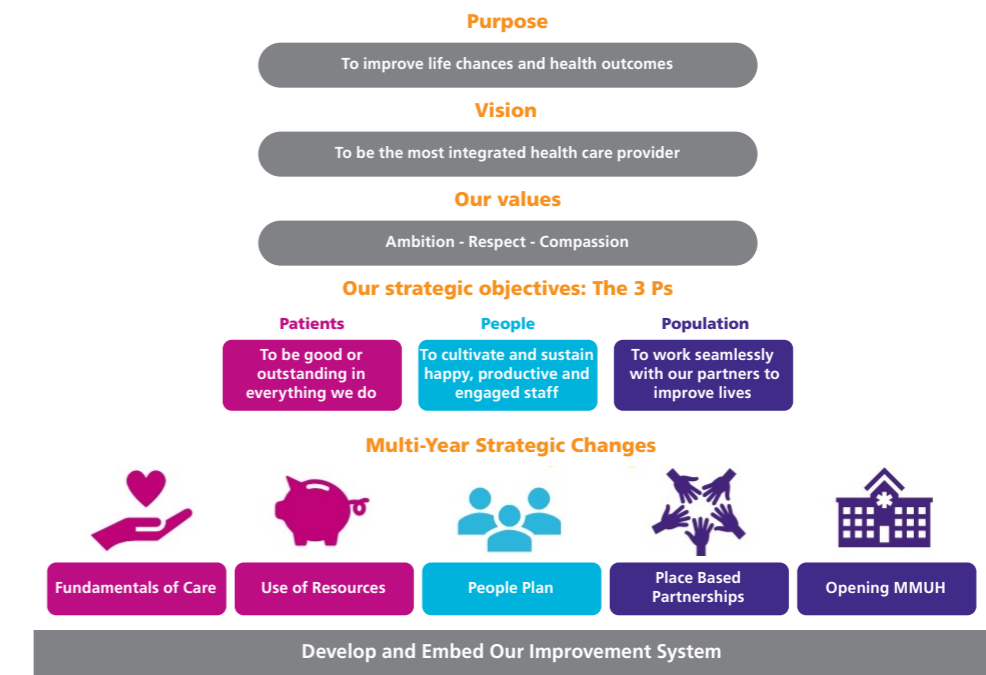 Purpose
To improve life chances and health outcomes
Vision
To be the most integrated health care provider
Our values
Ambition - Respect - Compassion
Our strategic objectives: The 3 Ps
Patients
To be good or
outstanding in
everything we do
People
To cultivate and sustain
happy, productive and
engaged staff
Population
To work seamlessly
with our partners to
improve lives
Multi-Year Strategic Changes
Fundamentals of Care
Use of Resources
People Plan
Place Based
Partnerships
Opening MMUH
Develop and Embed Our Improvement System